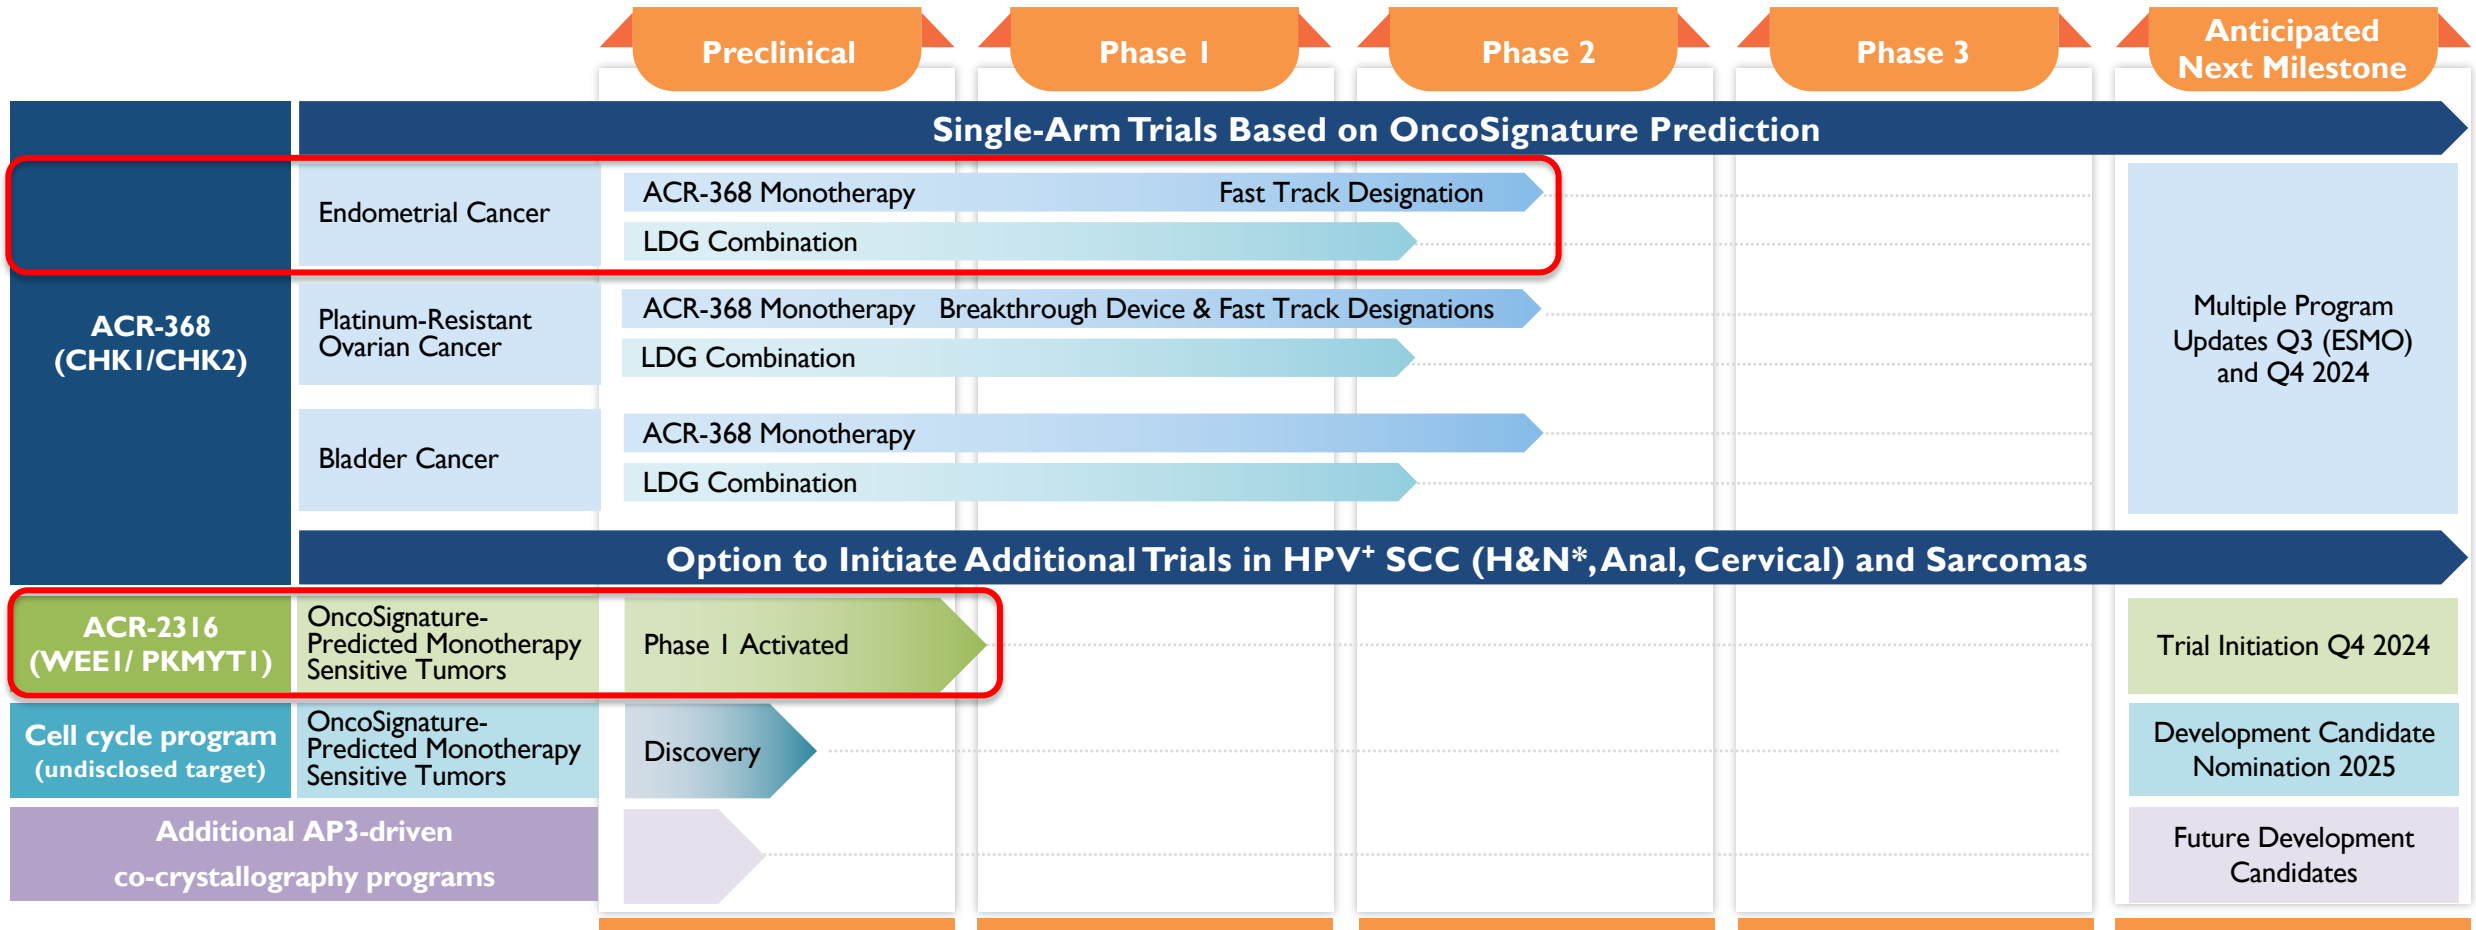 Preclinical
Phase 1
Phase 2
Phase 3
Anticipated
Next Milestone
Single-Arm Trials Based on OncoSignature Prediction
ACR-368
(CHK1/CHK2)
Endometrial Cancer
ACR-368 Monotherapy
Fast Track Designation
LDG Combination
Platinum-Resistant
Ovarian Cancer
ACR-368 Monotherapy
Breakthrough Device & Fast Track Designations
LDG Combination
Bladder Cancer
ACR-368 Monotherapy
LDG Combination
Multiple Program
Updates Q3 (ESMO)
and Q4 2024
Option to Initiate Additional Trials in HPV⁺ SCC (H&N*, Anal, Cervical) and Sarcomas
ACR-2316
(WEE1/ PKMYT1)
OncoSignature-
Predicted Monotherapy
Sensitive Tumors
Phase 1 Activated
Trial Initiation Q4 2024
Cell cycle program
(undisclosed target)
OncoSignature-
Predicted Monotherapy
Sensitive Tumors
Discovery
Development Candidate
Nomination 2025
Additional AP3-driven
co-crystallography programs
Future Development
Candidates